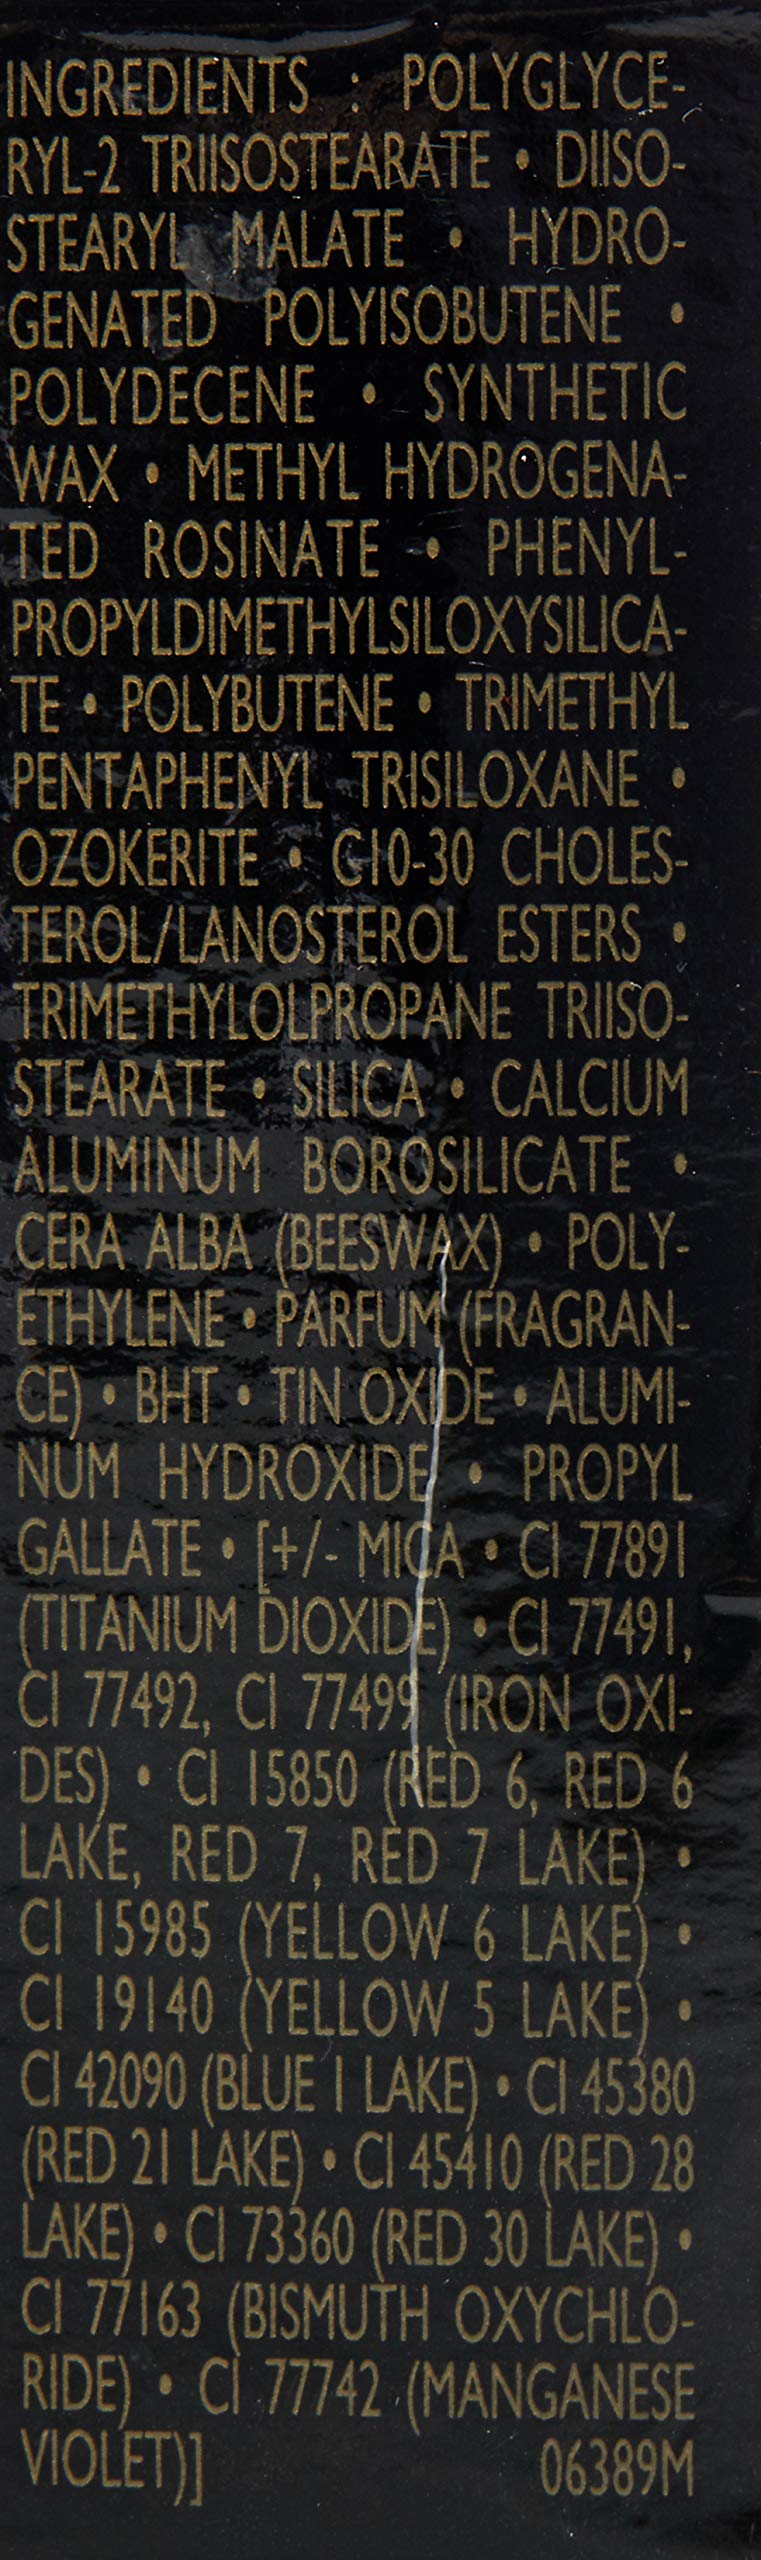 INGREDIENTS : POLYGLYCE-
RYL-2 TRIISOSTEARATE • DIISO-
STEARYL MALATE • HYDRO-
GENATED POLYISOBUTENE •
POLYDECENE • SYNTHETIC
WAX • METHYL HYDROGENA-
TED ROSINATE • PHENYL-
PROPYLDIMETHYLSILOXYSILICA-
TE • POLYBUTENE • TRIMETHYL
PENTAPHENYL TRISILOXANE •
OZOKERITE • C10-30 CHOLES-
TEROL/LANOSTEROL ESTERS •
TRIMETHYLOLPROPANE TRIISO-
STEARATE • SILICA • CALCIUM
ALUMINUM BOROSILICATE •
CERA ALBA (BEESWAX) • POLY-
ETHYLENE • PARFUM (FRAGRAN-
CE) • BHT • TIN OXIDE • ALUMI-
NUM HYDROXIDE • PROPYL
GALLATE • [+/- MICA • CI 77891
(TITANIUM DIOXIDE) • CI 77491,
CI 77492, CI 77499 (IRON OXI-
DES) • CI 15850 (RED 6, RED 6
LAKE, RED 7, RED 7 LAKE) •
CI 15985 (YELLOW 6 LAKE) •
CI 19140 (YELLOW 5 LAKE) •
CI 42090 (BLUE 1 LAKE) • CI 45380
(RED 21 LAKE) • CI 45410 (RED 28
LAKE) • CI 73360 (RED 30 LAKE) •
CI 77163 (BISMUTH OXYCHLO-
RIDE) • CI 77742 (MANGANESE
VIOLET)] 06389M